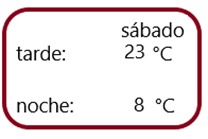 sábado
tarde: 23 °C
noche: 8 °C